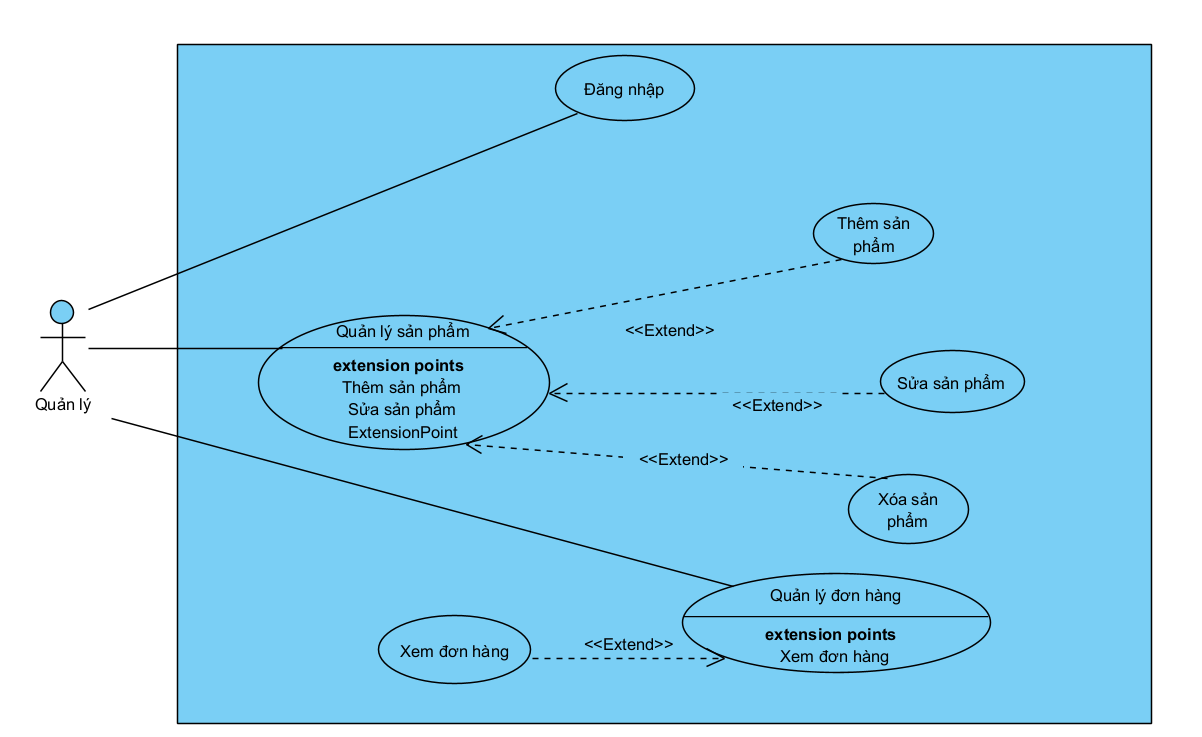 Đăng nhập
Thêm sản
phẩm
<<Extend>>
Quản lý sản phẩm
extension points
Thêm sản phẩm
Sửa sản phẩm
ExtensionPoint
Quản lý
Sửa sản phẩm
<<Extend>>
<<Extend>>
Xóa sản
phẩm
Quản lý đơn hàng
extension points
Xem đơn hàng
<<Extend>>
Xem đơn hàng